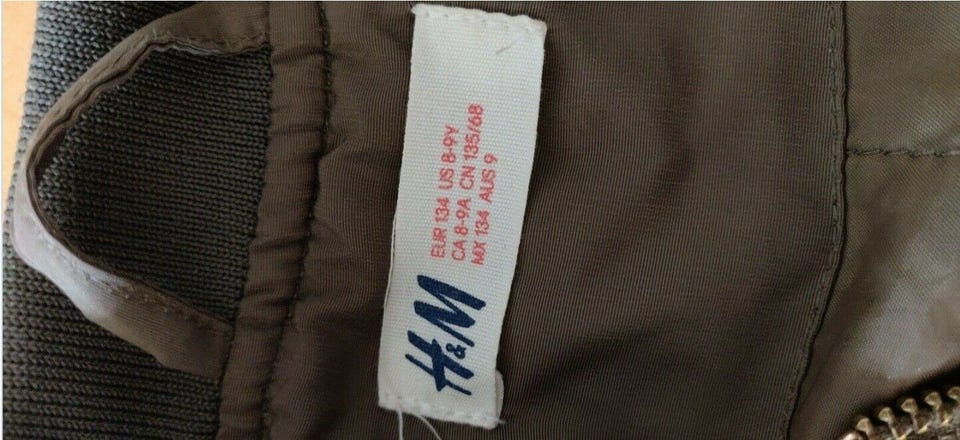 H&M
EUR 134 US 8-9Y
CA 8-9A CN 135/68
MX 134 AUS 9